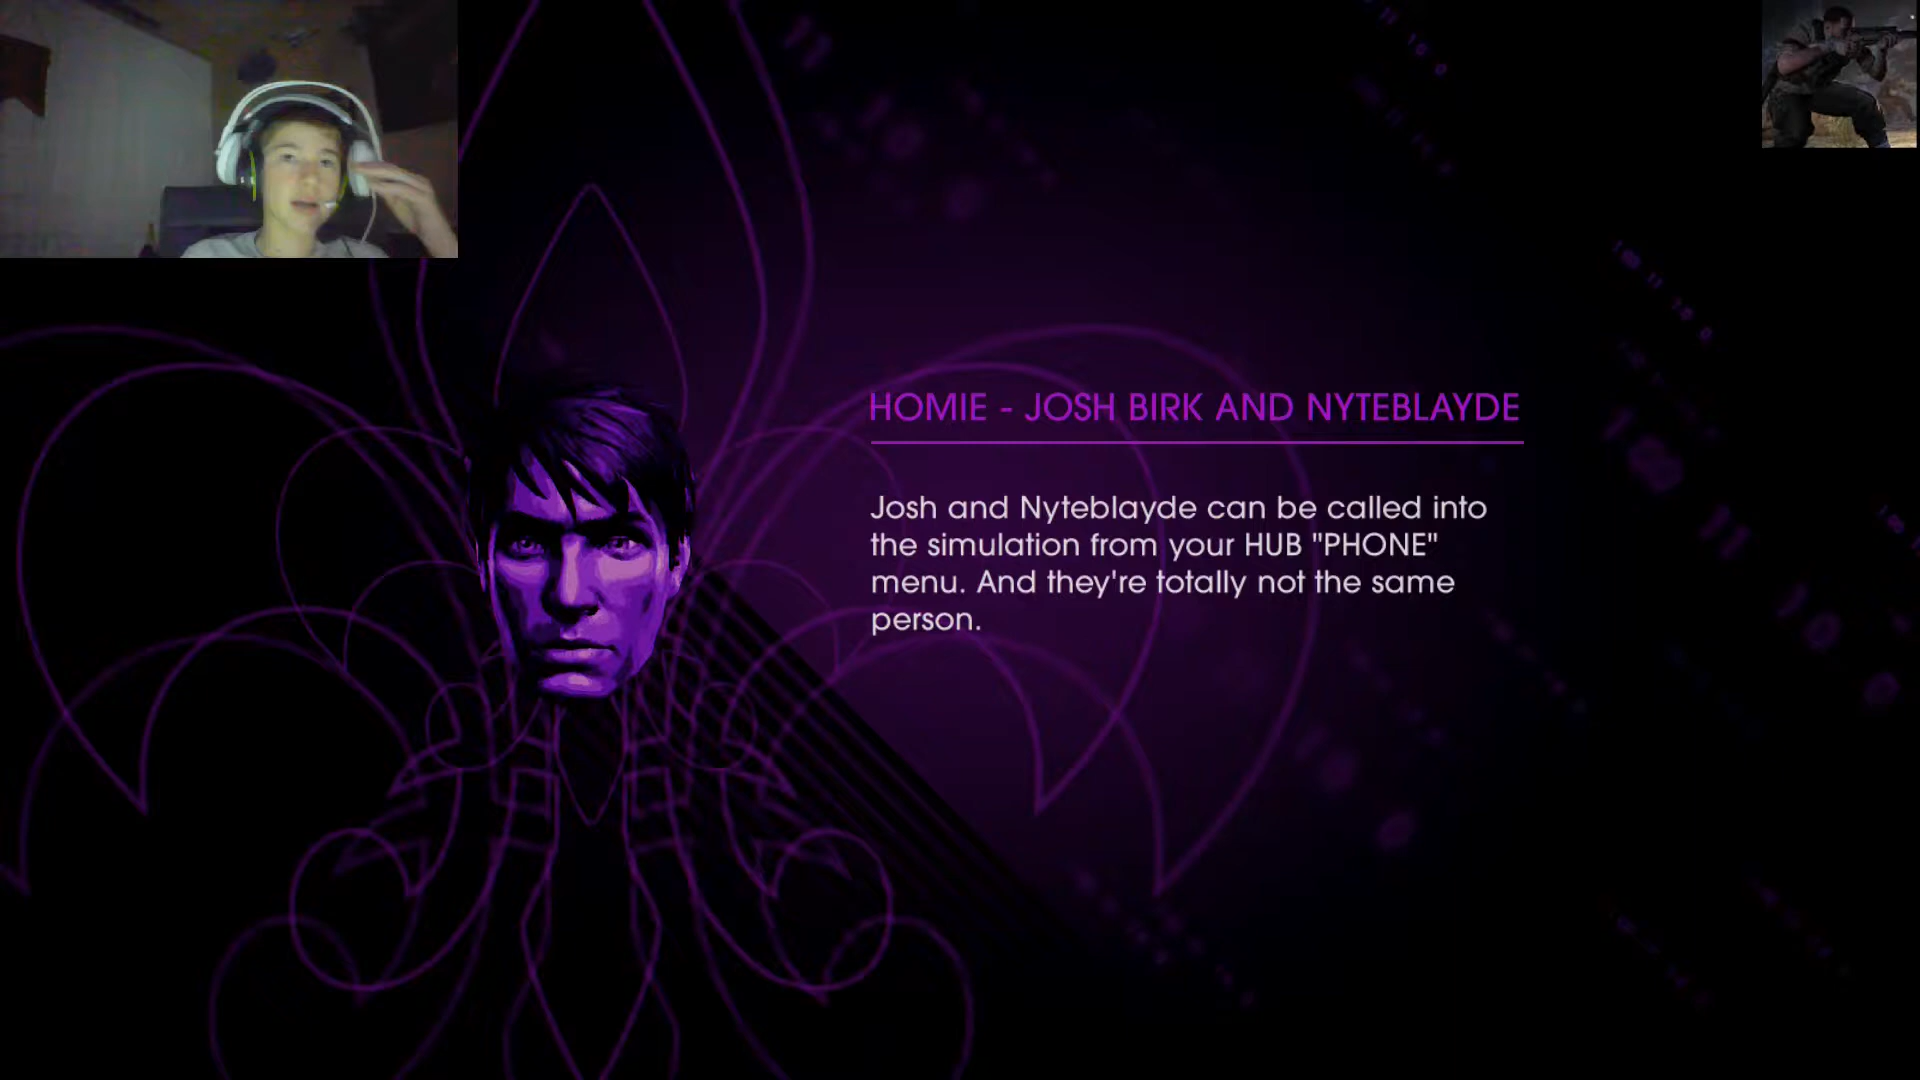 HOMIE - JOSH BIRK AND NYTEBLAYDE
Josh and Nyteblayde can be called into
the simulation from your HUB "PHONE"
menu. And they're totally not the same
person.